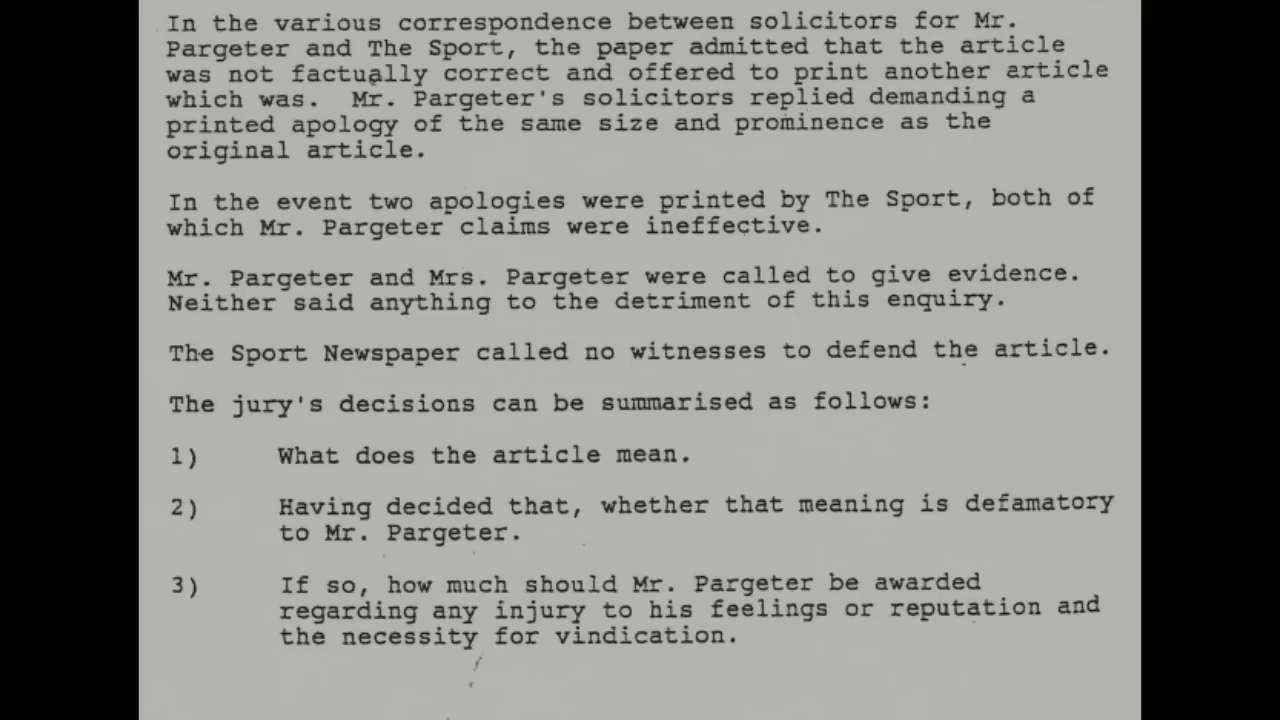 In the various correspondence between solicitors for Mr.
Pargeter and The Sport, the paper admitted that the article
was not factually correct and offered to print another article
which was.  Mr. Pargeter's solicitors replied demanding a
printed apology of the same size and prominence as the
original article.
In the event two apologies were printed by The Sport, both of
which Mr. Pargeter claims were ineffective.
Mr. Pargeter and Mrs. Pargeter were called to give evidence.
Neither said anything to the detriment of this enquiry.
The Sport Newspaper called no witnesses to defend the article.
The jury's decisions can be summarised as follows:
1) What does the article mean.
2) Having decided that, whether that meaning is defamatory
to Mr. Pargeter.
3) If so, how much should Mr. Pargeter be awarded
regarding any injury to his feelings or reputation and
the necessity for vindication.